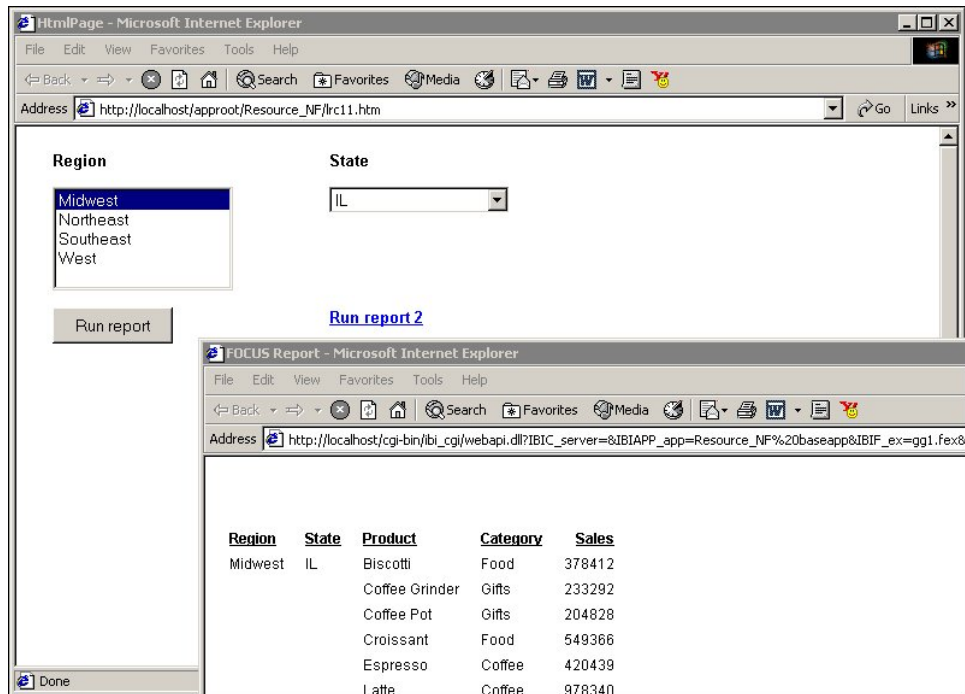 HtmlPage - Microsoft Internet Explorer
File Edit View Favorites Tools Help
Back Search Favorites Media
Address http://localhost/approot/Resource_NF/lrc11.htm Go Links »
Region State
Midwest IL
Northeast
Southeast
West
Run report Run report 2
FOCUS Report - Microsoft Internet Explorer
File Edit View Favorites Tools Help
Back Search Favorites Media
Address http://localhost/cgi-bin/ibi_cgi/webapi.dll?IBIC_server=&IBIAPP_app=Resource_NF%20baseapp&IBIF_ex=gg1.fex&
Region State Product Category Sales
Midwest IL Biscotti Food 378412
Coffee Grinder Gifts 233292
Coffee Pot Gifts 204828
Croissant Food 549366
Espresso Coffee 420439
Latte Coffee 978340
Done